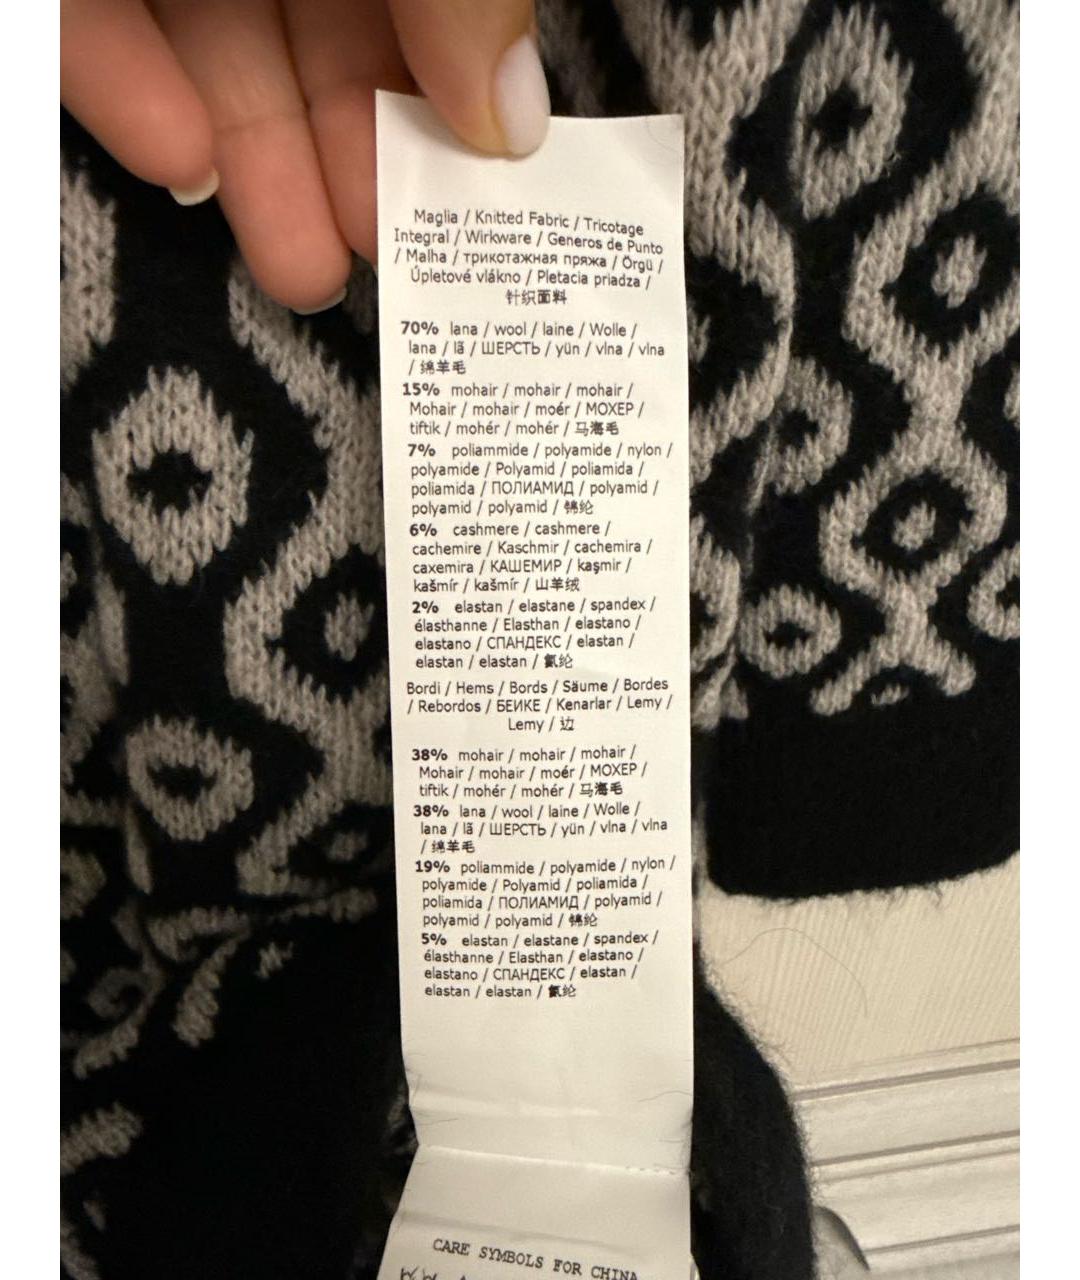 Maglia / Knitted Fabric / Tricotage
Integral / Wirkware / Generos de Punto
/ Malha / трикотажная пряжа / Örgü /
Úpletové vlákno / Pletacia priadza /
针织面料
70% lana / wool / laine / Wolle /
lana / lã / ШЕРСТЬ / yün / vlna / vlna
/ 绵羊毛
15% mohair / mohair / mohair /
Mohair / mohair / moér / МОХЕР /
tiftik / mohér / mohér / 马海毛
7% poliammide / polyamide / nylon /
polyamide / Polyamid / poliamida /
poliamida / ПОЛИАМИД / polyamid /
polyamid / polyamid / 锦纶
6% cashmere / cashmere /
cachemire / Kaschmir / cachemira /
caxemira / КАШЕМИР / kaşmir /
kašmír / kašmír / 山羊绒
2% elastan / elastane / spandex /
élasthanne / Elasthan / elastano /
elastano / СПАНДЕКС / elastan /
elastan / elastan / 氨纶
Bordi / Hems / Bords / Säume / Bordes
/ Rebordos / БЕИКЕ / Kenarlar / Lemy /
Lemy / 边
38% mohair / mohair / mohair /
Mohair / mohair / moér / МОХЕР /
tiftik / mohér / mohér / 马海毛
38% lana / wool / laine / Wolle /
lana / lã / ШЕРСТЬ / yün / vlna / vlna
/ 绵羊毛
19% poliammide / polyamide / nylon /
polyamide / Polyamid / poliamida /
poliamida / ПОЛИАМИД / polyamid /
polyamid / polyamid / 锦纶
5% elastan / elastane / spandex /
élasthanne / Elasthan / elastano /
elastano / СПАНДЕКС / elastan /
elastan / elastan / 氨纶
CARE SYMBOLS FOR CHINA